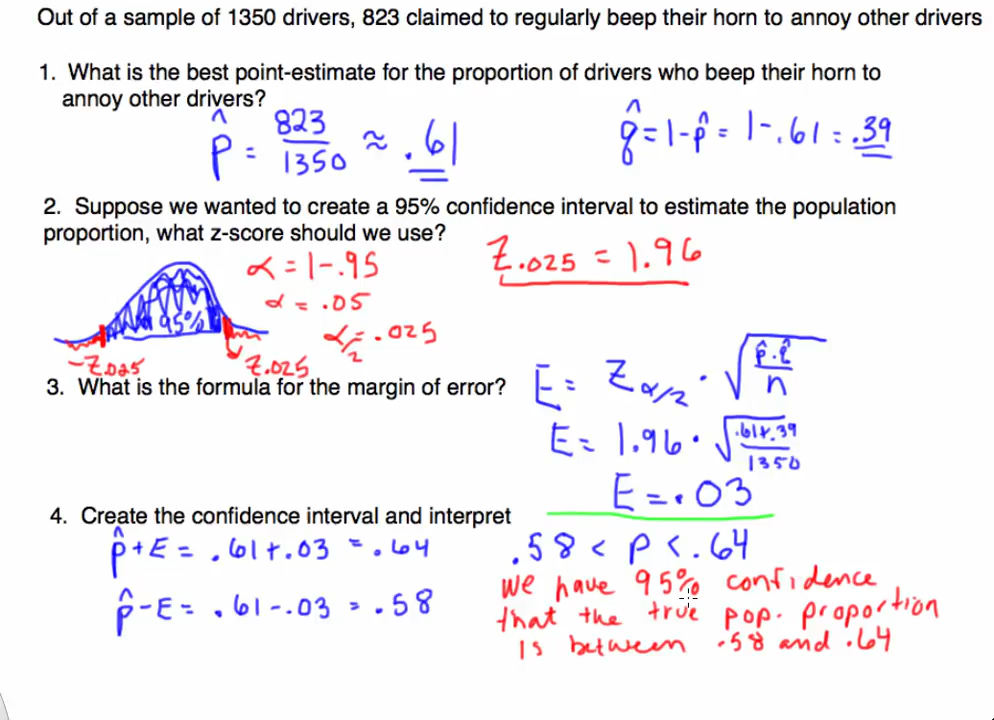 Out of a sample of 1350 drivers, 823 claimed to regularly beep their horn to annoy other drivers
1. What is the best point-estimate for the proportion of drivers who beep their horn to
annoy other drivers?
p̂ = 823/1350 ≈ .61
q̂ = 1-p̂ = 1-.61 = .39
2. Suppose we wanted to create a 95% confidence interval to estimate the population
proportion, what z-score should we use?
Z.025 = 1.96
α = 1-.95
α = .05
α/2 = .025
95%
-Z.025
Z.025
3. What is the formula for the margin of error?
E = Zα/2 · √(p̂·q̂/n)
E = 1.96 · √(.61*.39/1350)
E = .03
4. Create the confidence interval and interpret
p̂+E = .61+.03 = .64
p̂-E = .61-.03 = .58
.58 < p < .64
we have 95% confidence
that the true pop. proportion
is between .58 and .64